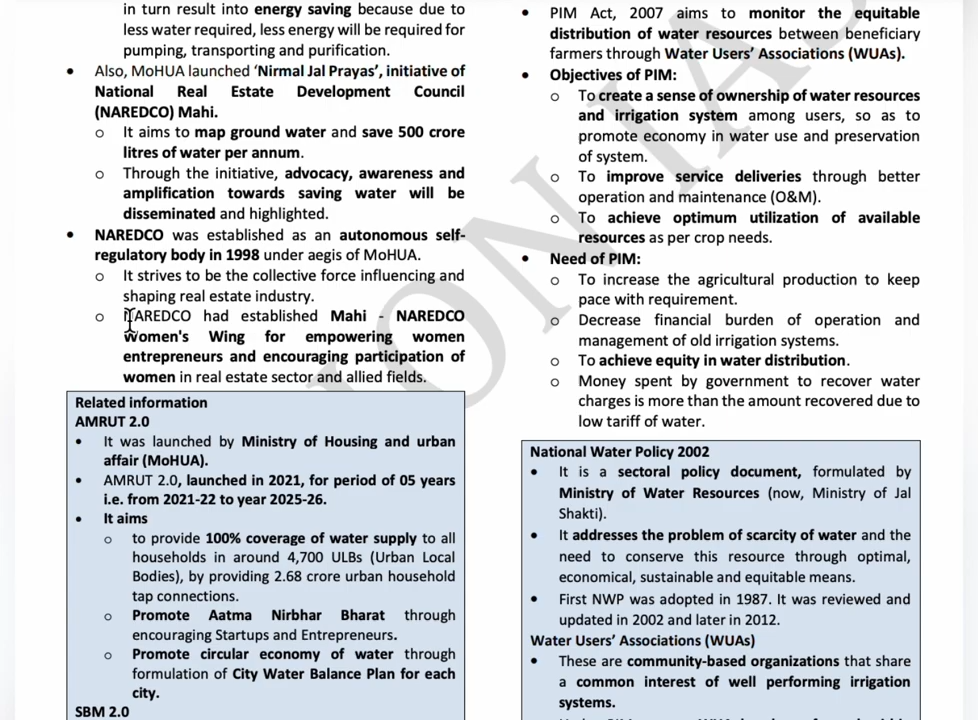 in turn result into energy saving because due to
less water required, less energy will be required for
pumping, transporting and purification.
• Also, MoHUA launched ‘Nirmal Jal Prayas’, initiative of
National Real Estate Development Council
(NAREDCO) Mahi.
o It aims to map ground water and save 500 crore
litres of water per annum.
o Through the initiative, advocacy, awareness and
amplification towards saving water will be
disseminated and highlighted.
• NAREDCO was established as an autonomous self-
regulatory body in 1998 under aegis of MoHUA.
o It strives to be the collective force influencing and
shaping real estate industry.
o NAREDCO had established Mahi - NAREDCO
Women's Wing for empowering women
entrepreneurs and encouraging participation of
women in real estate sector and allied fields.
Related information
AMRUT 2.0
• It was launched by Ministry of Housing and urban
affair (MoHUA).
• AMRUT 2.0, launched in 2021, for period of 05 years
i.e. from 2021-22 to year 2025-26.
• It aims
o to provide 100% coverage of water supply to all
households in around 4,700 ULBs (Urban Local
Bodies), by providing 2.68 crore urban household
tap connections.
o Promote Aatma Nirbhar Bharat through
encouraging Startups and Entrepreneurs.
o Promote circular economy of water through
formulation of City Water Balance Plan for each
city.
SBM 2.0
• PIM Act, 2007 aims to monitor the equitable
distribution of water resources between beneficiary
farmers through Water Users’ Associations (WUAs).
• Objectives of PIM:
o To create a sense of ownership of water resources
and irrigation system among users, so as to
promote economy in water use and preservation
of system.
o To improve service deliveries through better
operation and maintenance (O&M).
o To achieve optimum utilization of available
resources as per crop needs.
• Need of PIM:
o To increase the agricultural production to keep
pace with requirement.
o Decrease financial burden of operation and
management of old irrigation systems.
o To achieve equity in water distribution.
o Money spent by government to recover water
charges is more than the amount recovered due to
low tariff of water.
National Water Policy 2002
• It is a sectoral policy document, formulated by
Ministry of Water Resources (now, Ministry of Jal
Shakti).
• It addresses the problem of scarcity of water and the
need to conserve this resource through optimal,
economical, sustainable and equitable means.
• First NWP was adopted in 1987. It was reviewed and
updated in 2002 and later in 2012.
Water Users’ Associations (WUAs)
• These are community-based organizations that share
a common interest of well performing irrigation
systems.
ION IAS